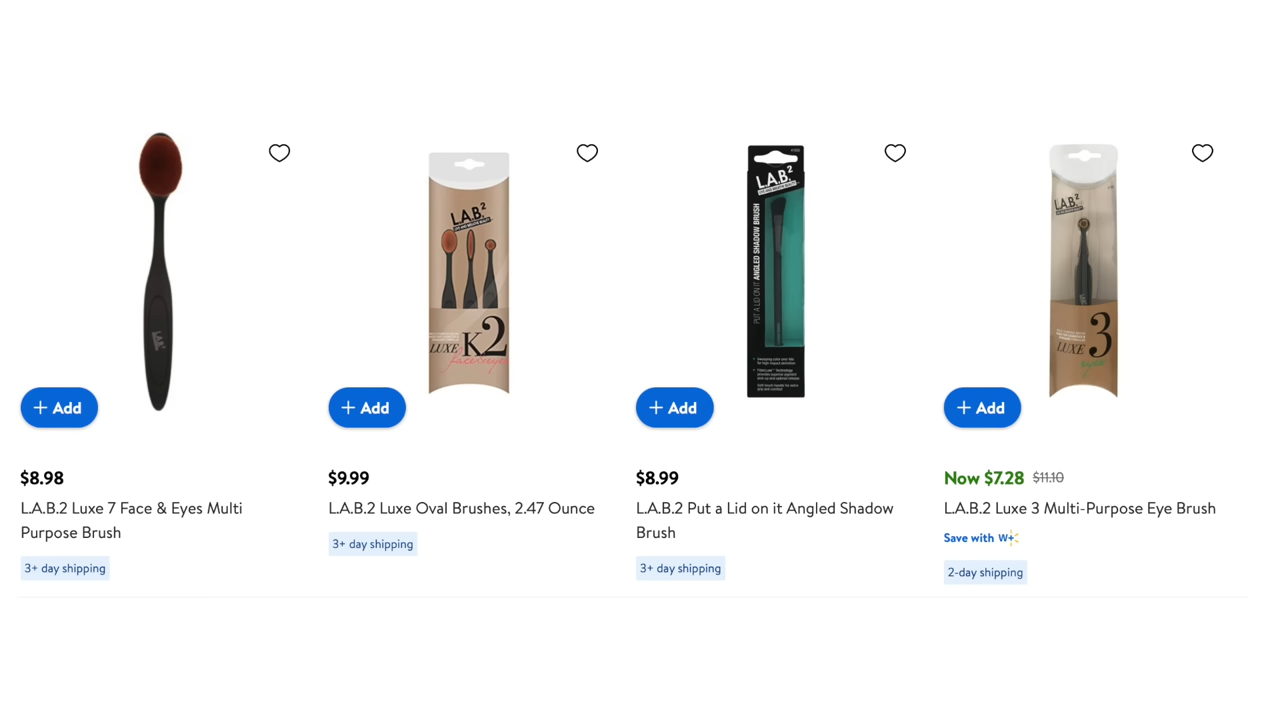 L.A.B.2
L.A.B.2
LUXE K2
face & eyes
L.A.B.2
PUT A LID ON IT ANGLED SHADOW BRUSH
L.A.B.2
LUXE 3
+ Add
+ Add
+ Add
+ Add
$8.98
L.A.B.2 Luxe 7 Face & Eyes Multi
Purpose Brush
3+ day shipping
$9.99
L.A.B.2 Luxe Oval Brushes, 2.47 Ounce
3+ day shipping
$8.99
L.A.B.2 Put a Lid on it Angled Shadow
Brush
3+ day shipping
Now $7.28 $11.10
L.A.B.2 Luxe 3 Multi-Purpose Eye Brush
Save with W+
2-day shipping